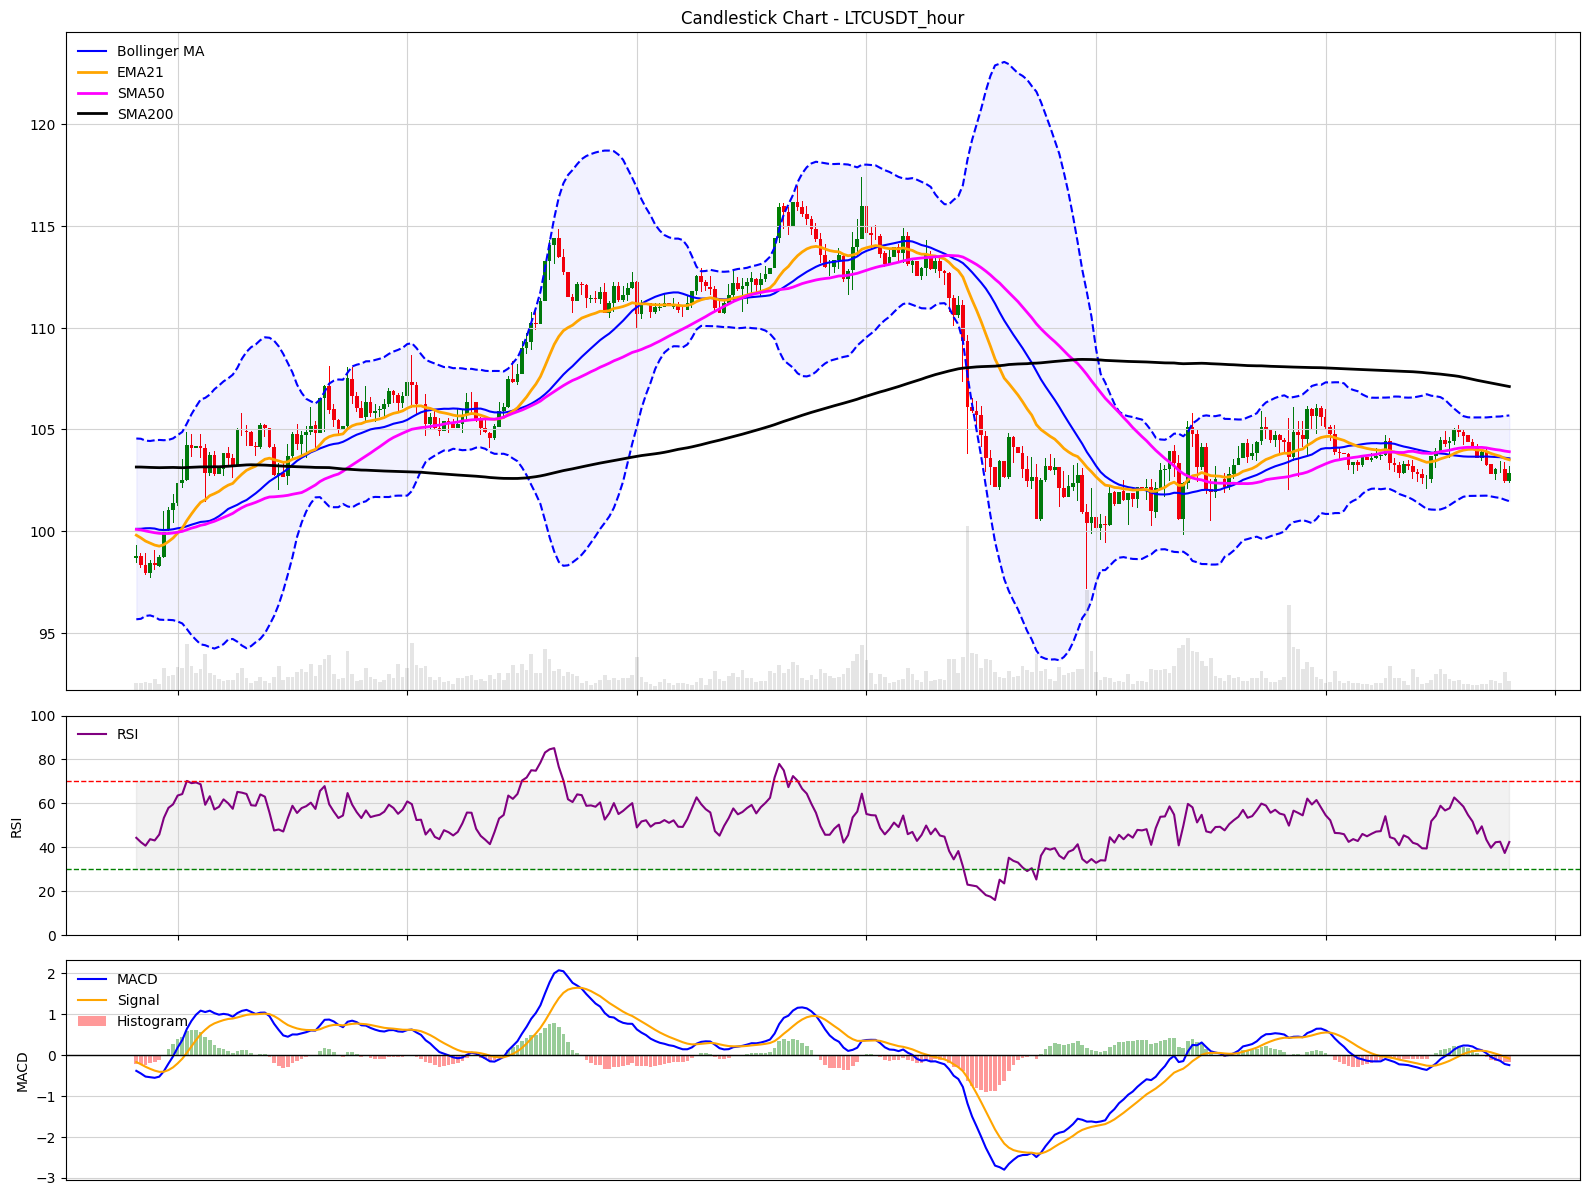 Candlestick Chart - LTCUSDT_hour
Bollinger MA
EMA21
SMA50
SMA200
120
115
110
105
100
95
100
RSI
80
60
40
20
0
RSI
2
1
0
−1
−2
−3
MACD
MACD
Signal
Histogram